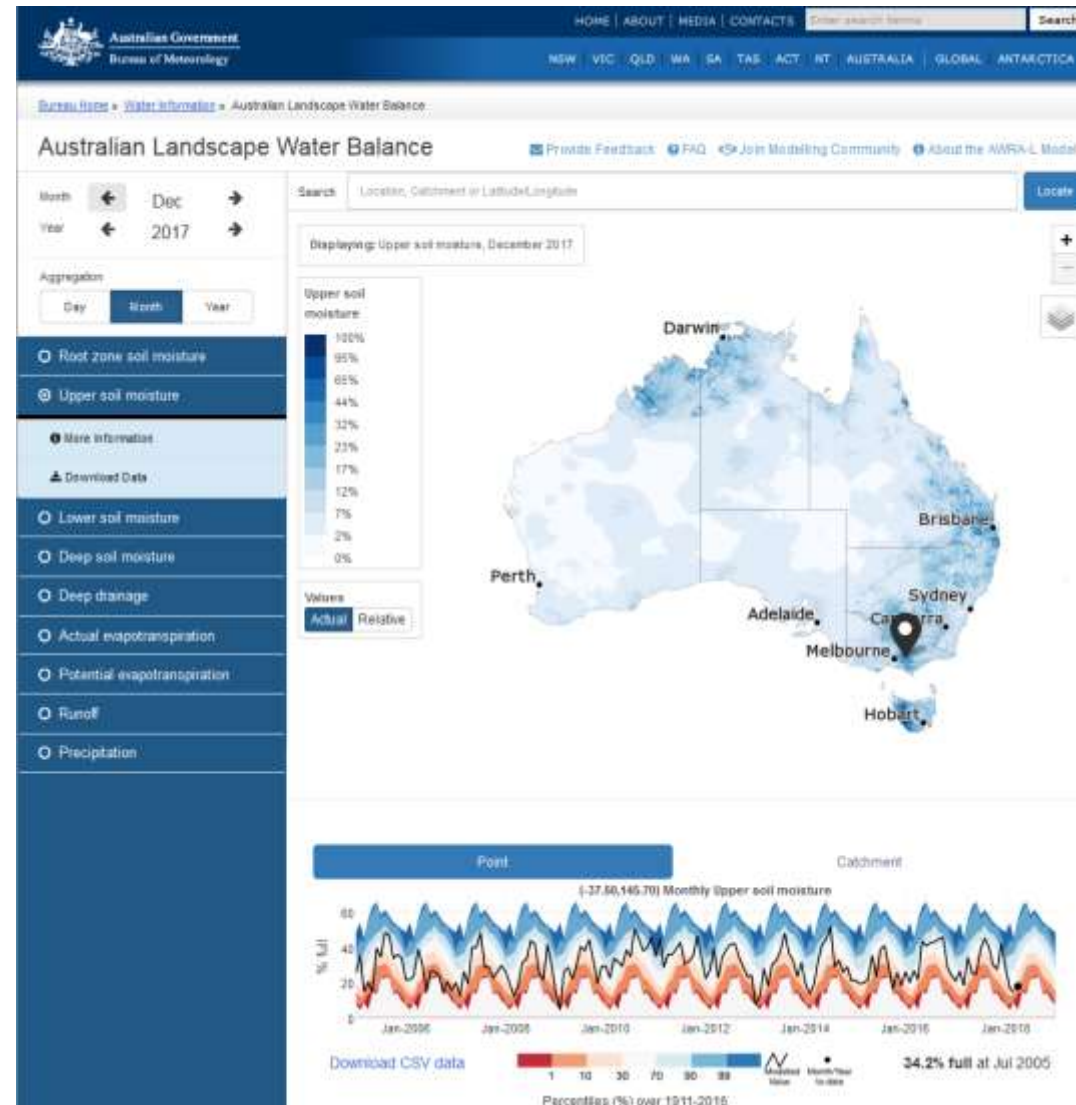 HOME | ABOUT | MEDIA | CONTACTS
Enter search terms
Search
Australian Government
Bureau of Meteorology
NSW VIC QLD WA SA TAS ACT NT AUSTRALIA GLOBAL ANTARCTICA
Bureau Home » Water Information » Australian Landscape Water Balance
Australian Landscape Water Balance
Provide Feedback FAQ Join Modelling Community About the AWRA-L Model
Month Dec
Year 2017
Aggregation
Day Month Year
Root zone soil moisture
Upper soil moisture
More Information
Download Data
Lower soil moisture
Deep soil moisture
Deep drainage
Actual evapotranspiration
Potential evapotranspiration
Runoff
Precipitation
Search Location, Catchment or Latitude/Longitude Locate
Displaying: Upper soil moisture, December 2017
+
−
Upper soil
moisture
100%
95%
65%
44%
32%
23%
17%
12%
7%
2%
0%
Values
Actual Relative
Darwin
Brisbane
Perth
Sydney
Adelaide
Melbourne
Hobart
Point Catchment
Monthly Upper soil moisture
% full
60
40
20
0
Jan-2006 Jan-2008 Jan-2010 Jan-2012 Jan-2014 Jan-2016 Jan-2018
Download CSV data
1 10 30 70 90 99
Modelled
Value
Month/Year
to date
34.2% full at Jul 2005
Percentiles (%) over 1911-2016